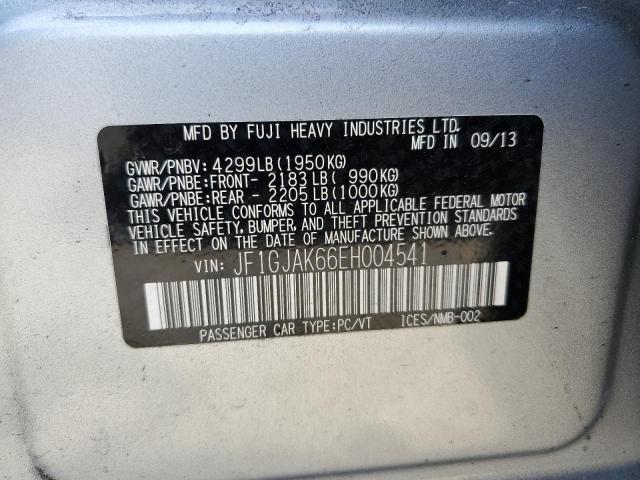 MFD BY FUJI HEAVY INDUSTRIES LTD.
MFD IN 09/13
GVWR/PNBV: 4299LB(1950KG)
GAWR/PNBE:FRONT- 2183LB( 990KG)
GAWR/PNBE:REAR - 2205LB(1000KG)
THIS VEHICLE CONFORMS TO ALL APPLICABLE FEDERAL MOTOR
VEHICLE SAFETY, BUMPER, AND THEFT PREVENTION STANDARDS
IN EFFECT ON THE DATE OF MANUFACTURE SHOWN ABOVE.
VIN: JF1GJAK66EH004541
PASSENGER CAR TYPE:PC/VT ICES/NMB-002